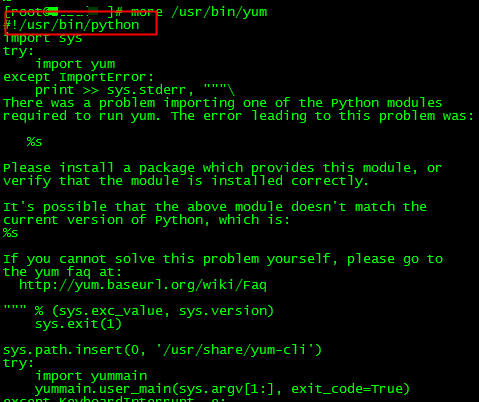 [root@ ]# more /usr/bin/yum
#!/usr/bin/python
import sys
try:
    import yum
except ImportError:
    print >> sys.stderr, """\
There was a problem importing one of the Python modules
required to run yum. The error leading to this problem was:
   %s
Please install a package which provides this module, or
verify that the module is installed correctly.
It's possible that the above module doesn't match the
current version of Python, which is:
%s
If you cannot solve this problem yourself, please go to
the yum faq at:
  http://yum.baseurl.org/wiki/Faq
""" % (sys.exc_value, sys.version)
    sys.exit(1)
sys.path.insert(0, '/usr/share/yum-cli')
try:
    import yummain
    yummain.user_main(sys.argv[1:], exit_code=True)
except KeyboardInterrupt, e: